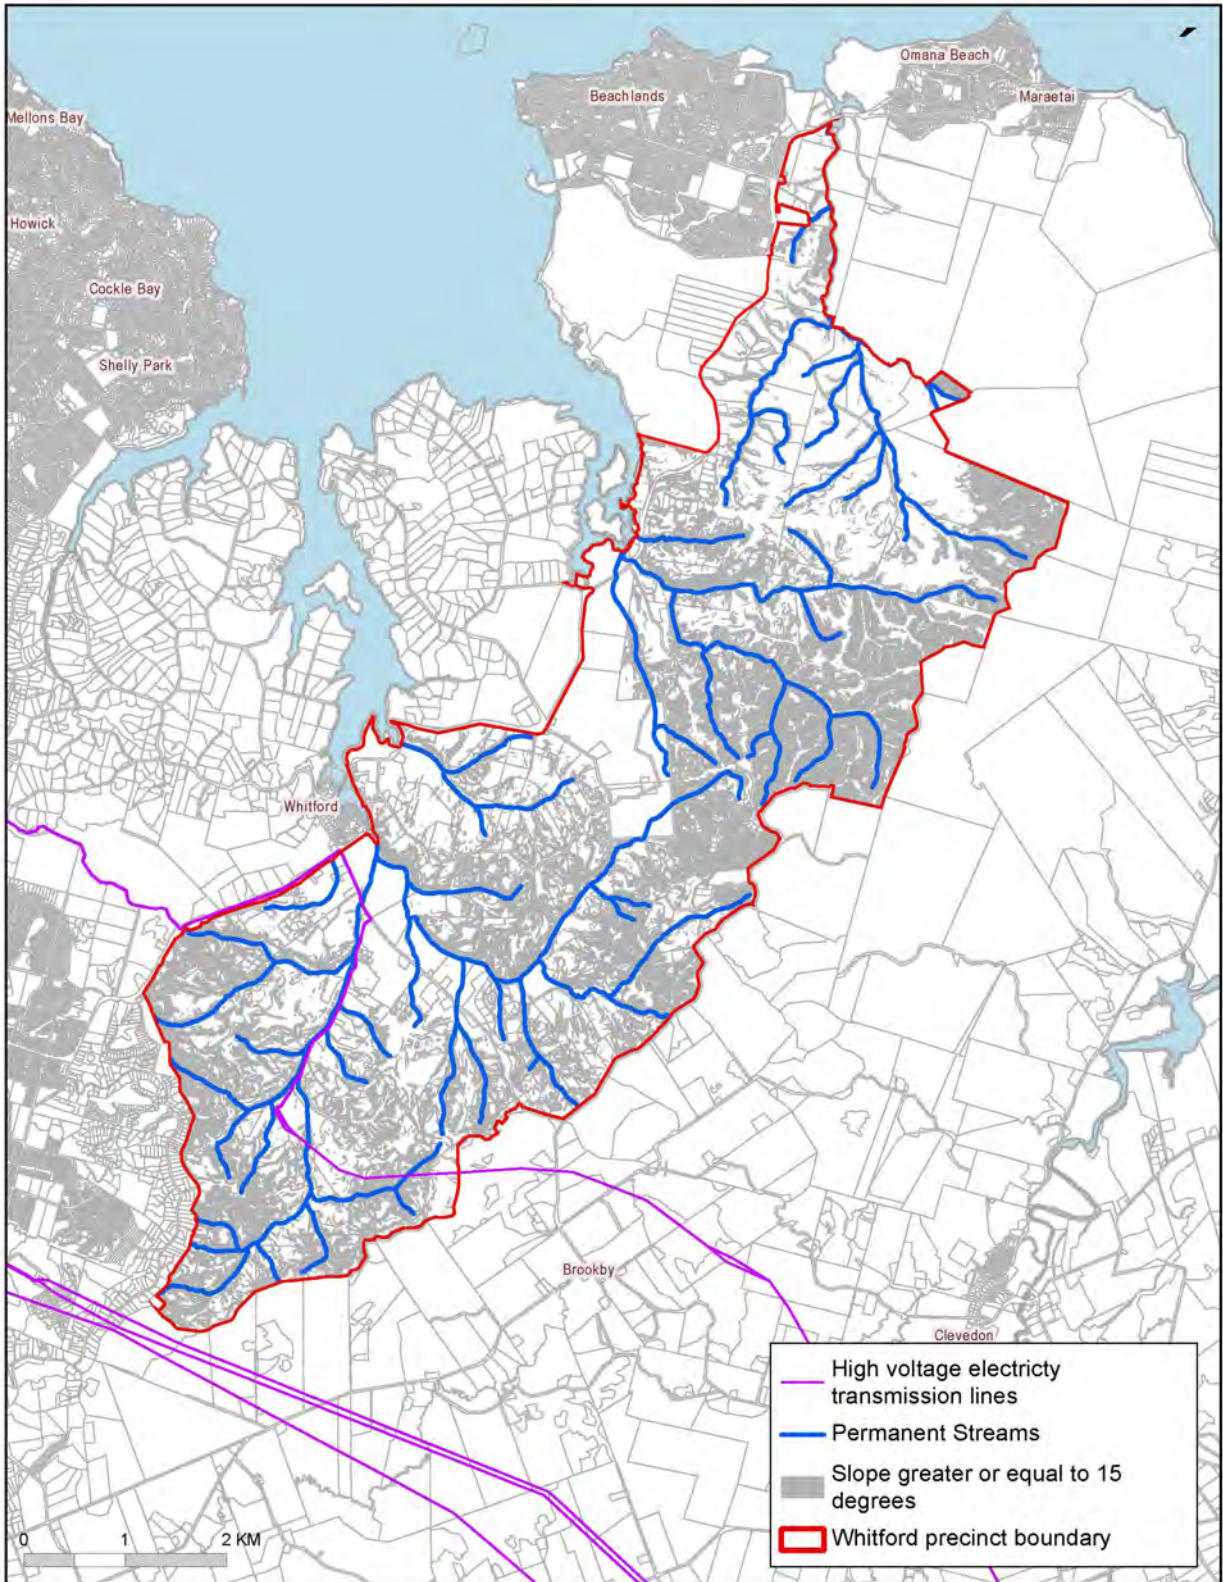 Omana Beach
Beachlands
Maraetai
Mellons Bay
Howick
Cockle Bay
Shelly Park
Whitford
Brookby
Clevedon
High voltage electricty
transmission lines
Permanent Streams
Slope greater or equal to 15
degrees
Whitford precinct boundary
0 1 2 KM